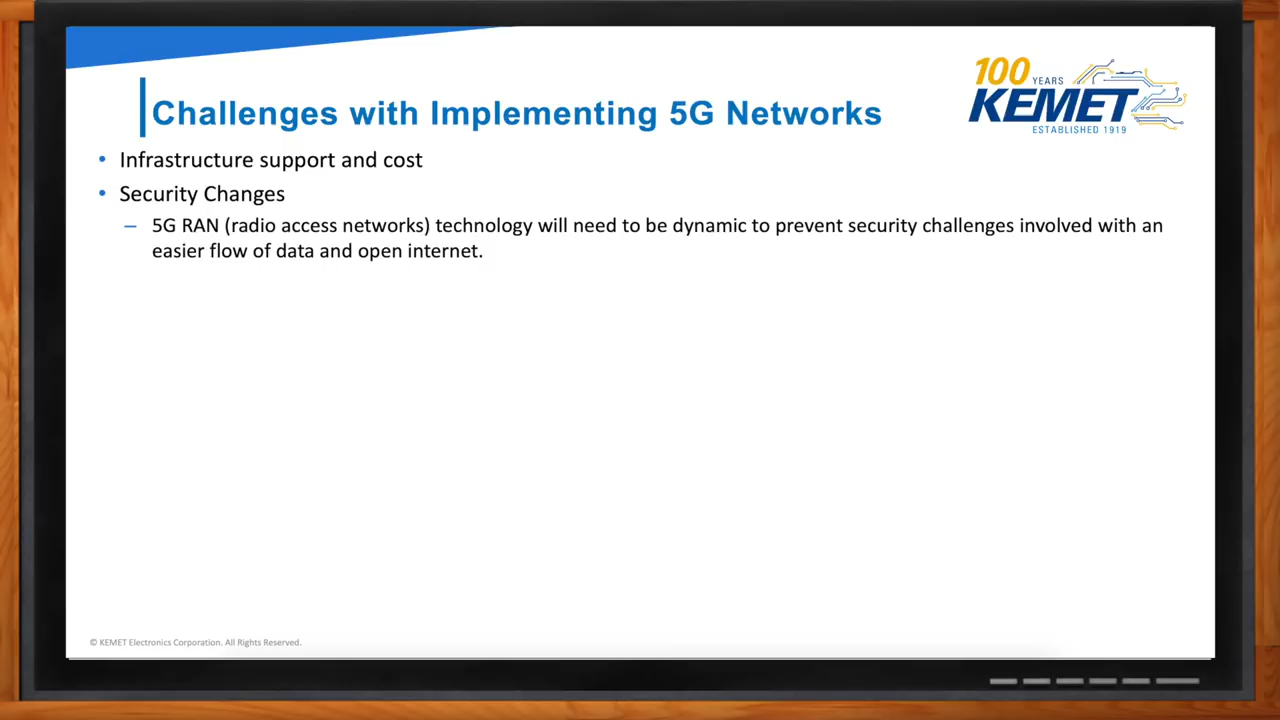 100 YEARS
KEMET
ESTABLISHED 1919
Challenges with Implementing 5G Networks
• Infrastructure support and cost
• Security Changes
– 5G RAN (radio access networks) technology will need to be dynamic to prevent security challenges involved with an
easier flow of data and open internet.
© KEMET Electronics Corporation. All Rights Reserved.